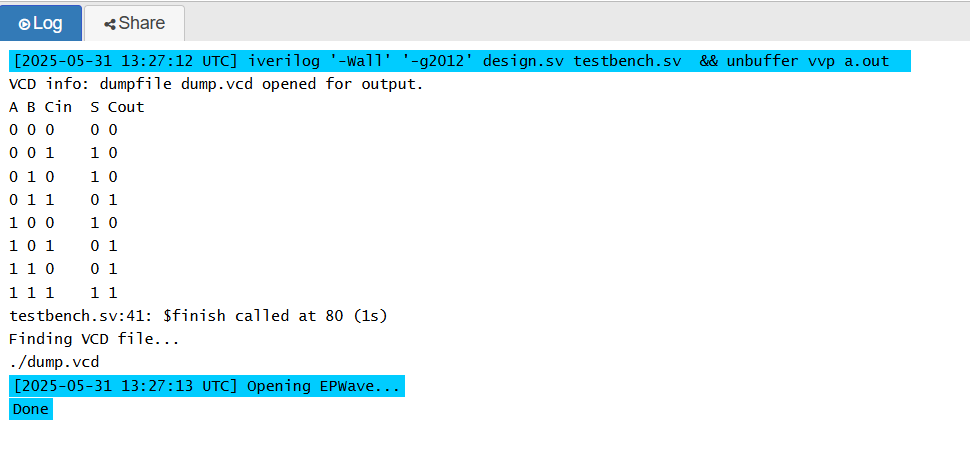 Log Share
[2025-05-31 13:27:12 UTC] iverilog '-Wall' '-g2012' design.sv testbench.sv  && unbuffer vvp a.out
VCD info: dumpfile dump.vcd opened for output.
A B Cin  S Cout
0 0 0    0 0
0 0 1    1 0
0 1 0    1 0
0 1 1    0 1
1 0 0    1 0
1 0 1    0 1
1 1 0    0 1
1 1 1    1 1
testbench.sv:41: $finish called at 80 (1s)
Finding VCD file...
./dump.vcd
[2025-05-31 13:27:13 UTC] Opening EPWave...
Done